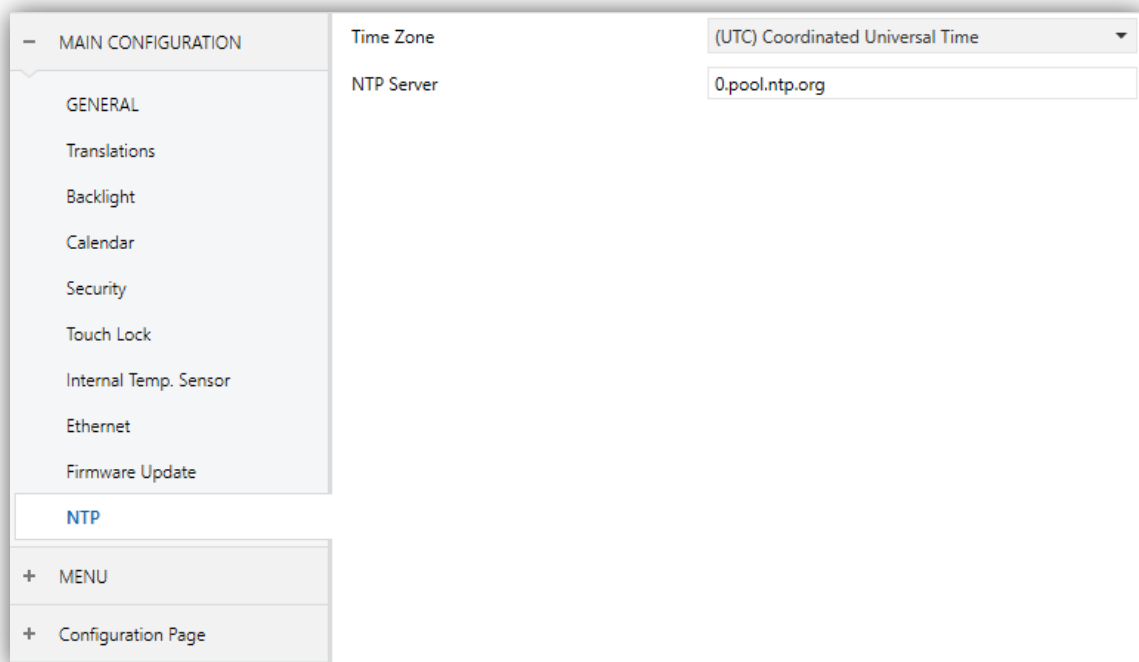 − MAIN CONFIGURATION
GENERAL
Translations
Backlight
Calendar
Security
Touch Lock
Internal Temp. Sensor
Ethernet
Firmware Update
NTP
+ MENU
+ Configuration Page
Time Zone (UTC) Coordinated Universal Time
NTP Server 0.pool.ntp.org